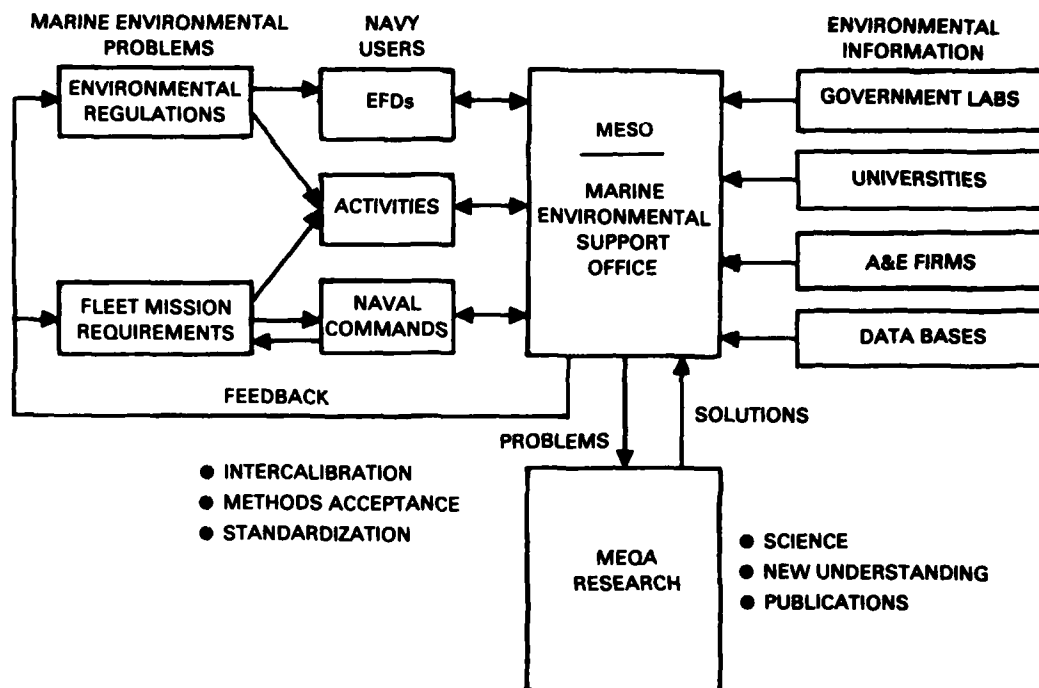 MARINE ENVIRONMENTAL
PROBLEMS
NAVY
USERS
ENVIRONMENTAL
INFORMATION
ENVIRONMENTAL
REGULATIONS
EFDs
MESO
MARINE
ENVIRONMENTAL
SUPPORT
OFFICE
GOVERNMENT LABS
UNIVERSITIES
ACTIVITIES
A&E FIRMS
FLEET MISSION
REQUIREMENTS
NAVAL
COMMANDS
DATA BASES
FEEDBACK
PROBLEMS
SOLUTIONS
● INTERCALIBRATION
● METHODS ACCEPTANCE
● STANDARDIZATION
MEQA
RESEARCH
● SCIENCE
● NEW UNDERSTANDING
● PUBLICATIONS